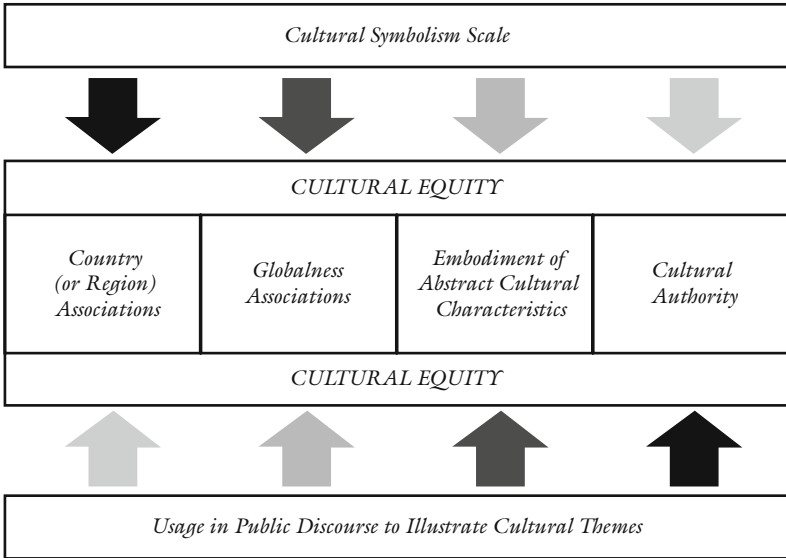 Cultural Symbolism Scale
CULTURAL EQUITY
Country
(or Region)
Associations
Globalness
Associations
Embodiment of
Abstract Cultural
Characteristics
Cultural
Authority
CULTURAL EQUITY
Usage in Public Discourse to Illustrate Cultural Themes